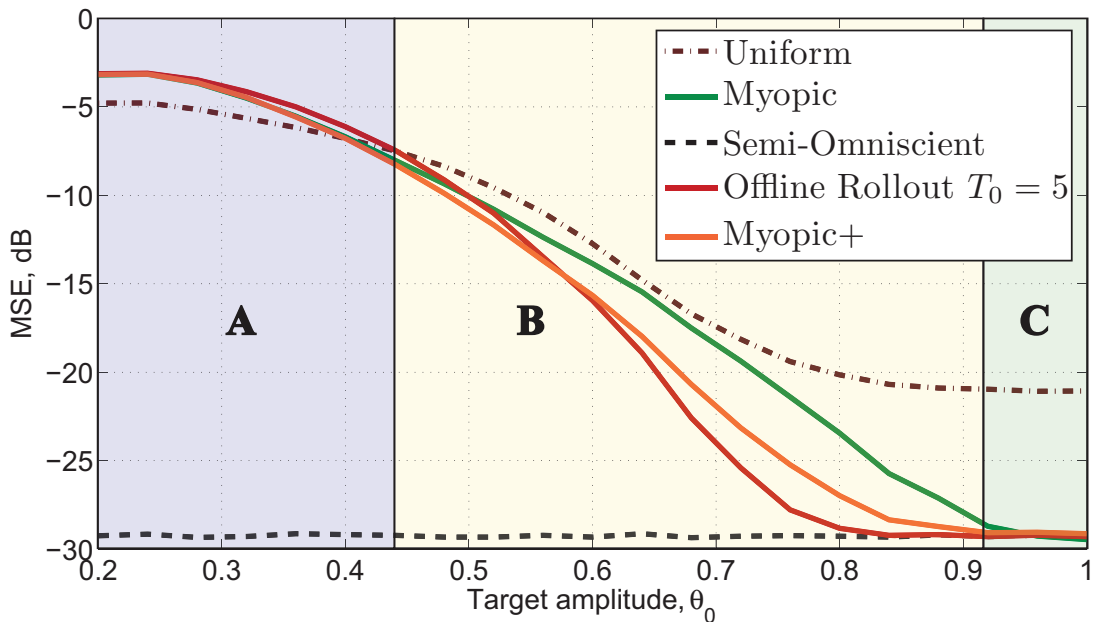 0
−5
−10
−15
−20
−25
−30
MSE, dB
Uniform
Myopic
Semi-Omniscient
Offline Rollout T₀ = 5
Myopic+
A
B
C
0.2 0.3 0.4 0.5 0.6 0.7 0.8 0.9 1
Target amplitude, θ₀